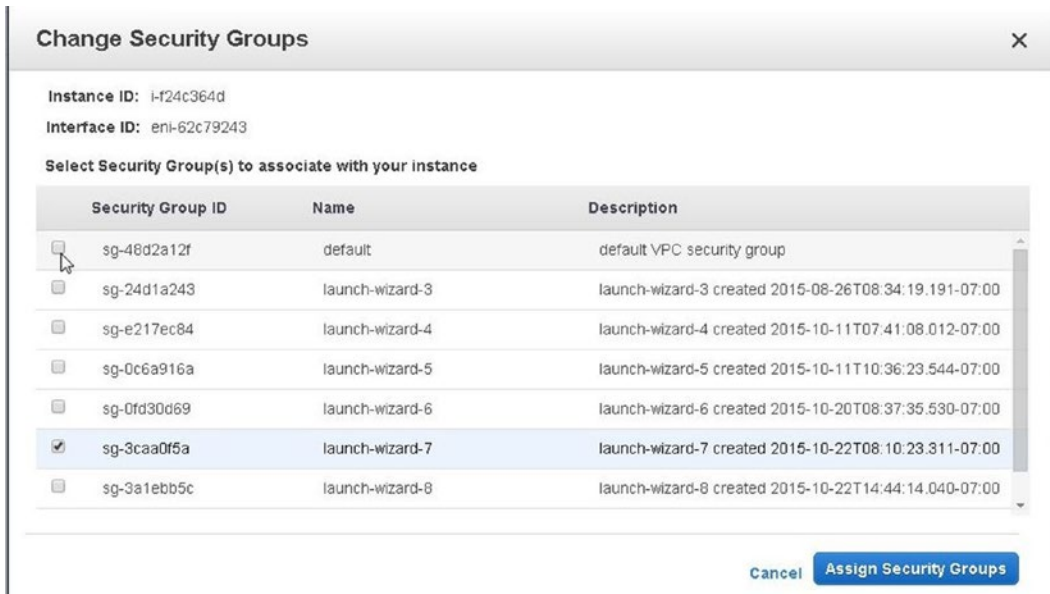 Change Security Groups
Instance ID: i-f24c364d
Interface ID: eni-62c79243
Select Security Group(s) to associate with your instance
Security Group ID Name Description
sg-48d2a12f default default VPC security group
sg-24d1a243 launch-wizard-3 launch-wizard-3 created 2015-08-26T08:34:19.191-07:00
sg-e217ec84 launch-wizard-4 launch-wizard-4 created 2015-10-11T07:41:08.012-07:00
sg-0c6a916a launch-wizard-5 launch-wizard-5 created 2015-10-11T10:36:23.544-07:00
sg-0fd30d69 launch-wizard-6 launch-wizard-6 created 2015-10-20T08:37:35.530-07:00
sg-3caa0f5a launch-wizard-7 launch-wizard-7 created 2015-10-22T08:10:23.311-07:00
sg-3a1ebb5c launch-wizard-8 launch-wizard-8 created 2015-10-22T14:44:14.040-07:00
Cancel Assign Security Groups